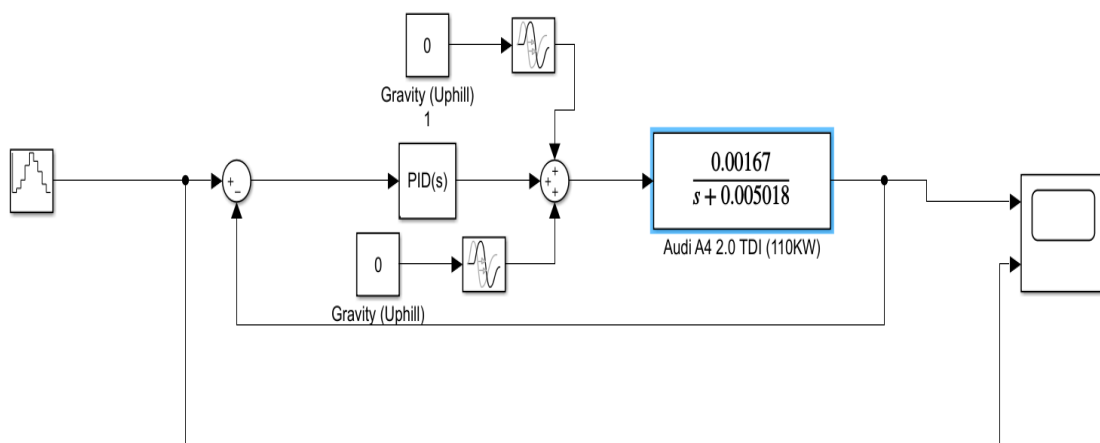 0
Gravity (Uphill)
1
PID(s)
0.00167
s + 0.005018
Audi A4 2.0 TDI (110KW)
0
Gravity (Uphill)